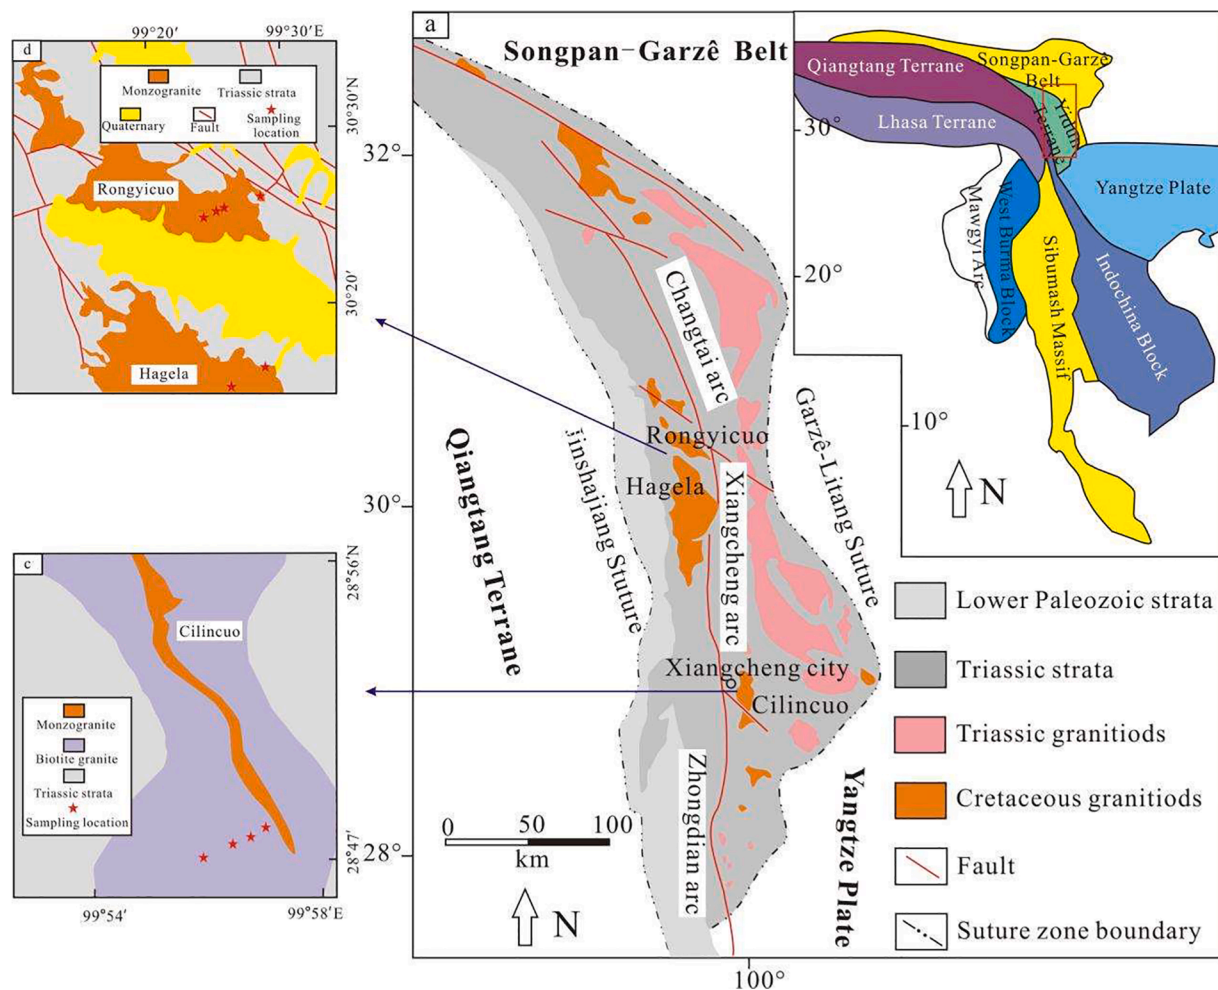 99°20′
99°30′E
d
Monzogranite
Triassic strata
Quaternary
Fault
Sampling
location
30°30′N
Rongyicuo
30°20′
Hagela
c
28°56′N
Cilincuo
Monzogranite
Biotite granite
Triassic strata
Sampling location
28°47′
99°54′
99°58′E
a
Songpan-Garzê Belt
32°
Changtai arc
Rongyicuo
Hagela
Xiangcheng arc
Garzê-Litang Suture
Jinshajiang Stuture
Qiangtang Terrane
30°
Xiangcheng city
Cilincuo
Zhongdian arc
Yangtze Plate
0 50 100
km
28°
N
100°
Songpan-Garzê
Belt
Qiangtang Terrane
Yidun
Terrane
30°
Lhasa Terrane
Yangtze Plate
Mawgyi Arc
West Burma Block
Sibumash Massif
Indochina Block
20°
10°
N
Lower Paleozoic strata
Triassic strata
Triassic granitiods
Cretaceous granitiods
Fault
Suture zone boundary